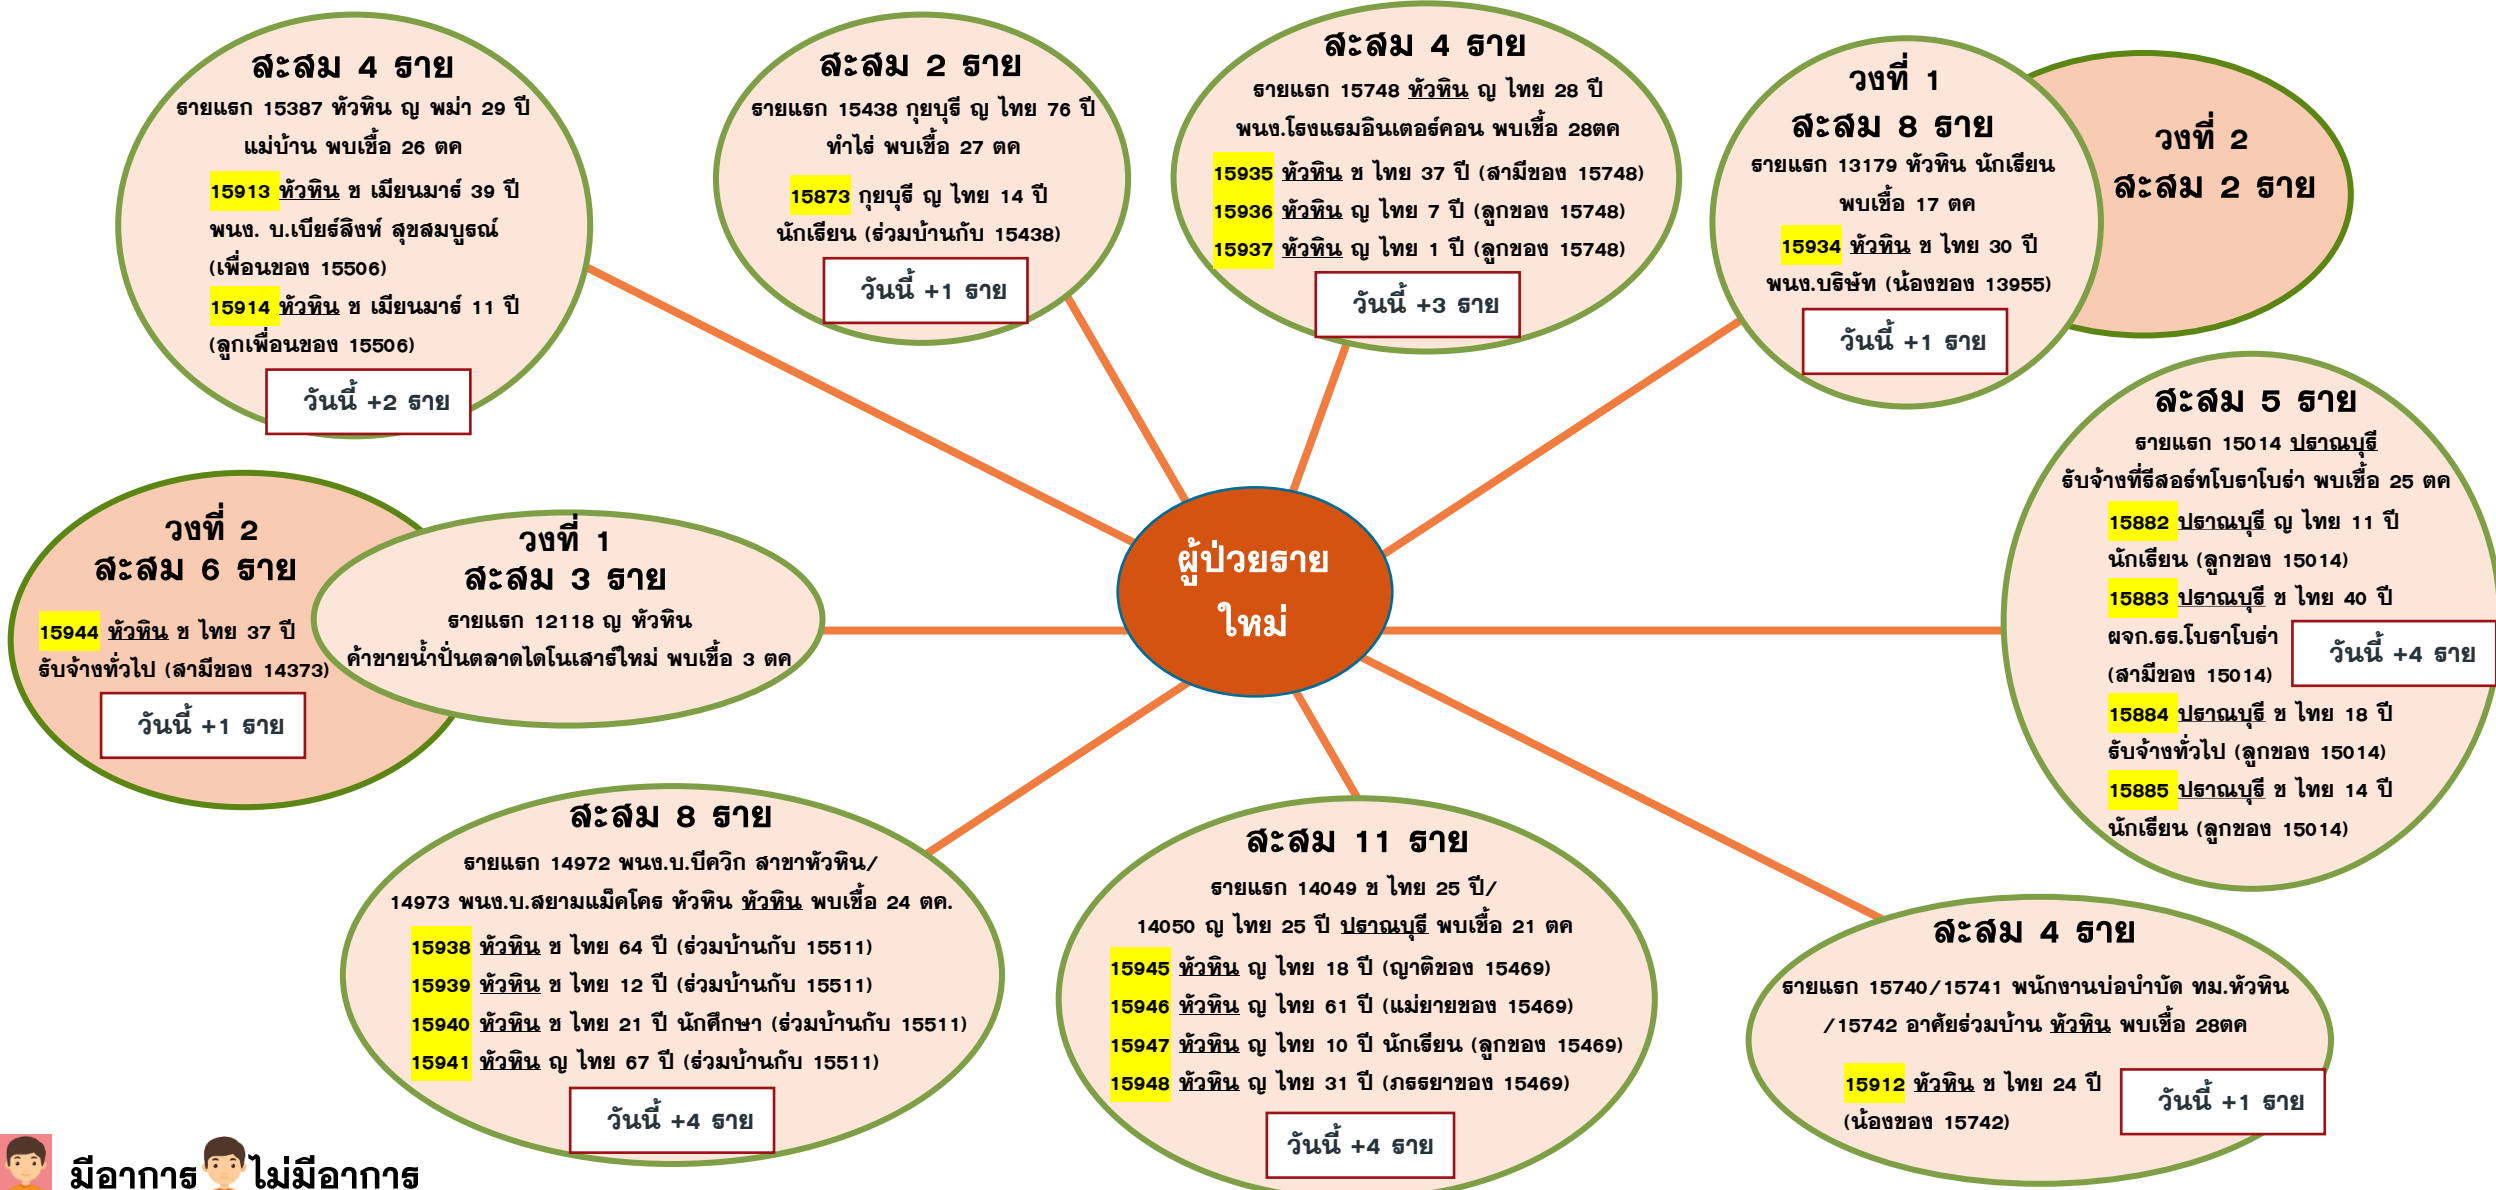 สะสม 4 ราย
รายแรก 15387 หัวหิน ญ พม่า 29 ปี
แม่บ้าน พบเชื้อ 26 ตค
15913 หัวหิน ช เมียนมาร์ 39 ปี
พนง. บ.เบียร์สิงห์ สุขสมบูรณ์
(เพื่อนของ 15506)
15914 หัวหิน ช เมียนมาร์ 11 ปี
(ลูกเพื่อนของ 15506)
วันนี้ +2 ราย
สะสม 2 ราย
รายแรก 15438 กุยบุรี ญ ไทย 76 ปี
ทำไร่ พบเชื้อ 27 ตค
15873 กุยบุรี ญ ไทย 14 ปี
นักเรียน (ร่วมบ้านกับ 15438)
วันนี้ +1 ราย
สะสม 4 ราย
รายแรก 15748 หัวหิน ญ ไทย 28 ปี
พนง.โรงแรมอินเตอร์คอน พบเชื้อ 28ตค
15935 หัวหิน ช ไทย 37 ปี (สามีของ 15748)
15936 หัวหิน ญ ไทย 7 ปี (ลูกของ 15748)
15937 หัวหิน ญ ไทย 1 ปี (ลูกของ 15748)
วันนี้ +3 ราย
วงที่ 1
สะสม 8 ราย
รายแรก 13179 หัวหิน นักเรียน
พบเชื้อ 17 ตค
15934 หัวหิน ช ไทย 30 ปี
พนง.บริษัท (น้องของ 13955)
วันนี้ +1 ราย
วงที่ 2
สะสม 2 ราย
สะสม 5 ราย
รายแรก 15014 ปราณบุรี
รับจ้างที่รีสอร์ทโบราโบร่า พบเชื้อ 25 ตค
15882 ปราณบุรี ญ ไทย 11 ปี
นักเรียน (ลูกของ 15014)
15883 ปราณบุรี ช ไทย 40 ปี
ผจก.รร.โบราโบร่า
(สามีของ 15014)
วันนี้ +4 ราย
15884 ปราณบุรี ช ไทย 18 ปี
รับจ้างทั่วไป (ลูกของ 15014)
15885 ปราณบุรี ช ไทย 14 ปี
นักเรียน (ลูกของ 15014)
ผู้ป่วยราย
ใหม่
วงที่ 2
สะสม 6 ราย
15944 หัวหิน ช ไทย 37 ปี
รับจ้างทั่วไป (สามีของ 14373)
วันนี้ +1 ราย
วงที่ 1
สะสม 3 ราย
รายแรก 12118 ญ หัวหิน
ค้าขายน้ำปั่นตลาดไดโนเสาร์ใหม่ พบเชื้อ 3 ตค
สะสม 8 ราย
รายแรก 14972 พนง.บ.บีควิก สาขาหัวหิน/
14973 พนง.บ.สยามแม็คโคร หัวหิน หัวหิน พบเชื้อ 24 ตค.
15938 หัวหิน ช ไทย 64 ปี (ร่วมบ้านกับ 15511)
15939 หัวหิน ช ไทย 12 ปี (ร่วมบ้านกับ 15511)
15940 หัวหิน ช ไทย 21 ปี นักศึกษา (ร่วมบ้านกับ 15511)
15941 หัวหิน ญ ไทย 67 ปี (ร่วมบ้านกับ 15511)
วันนี้ +4 ราย
สะสม 11 ราย
รายแรก 14049 ช ไทย 25 ปี/
14050 ญ ไทย 25 ปี ปราณบุรี พบเชื้อ 21 ตค
15945 หัวหิน ญ ไทย 18 ปี (ญาติของ 15469)
15946 หัวหิน ญ ไทย 61 ปี (แม่ยายของ 15469)
15947 หัวหิน ญ ไทย 10 ปี นักเรียน (ลูกของ 15469)
15948 หัวหิน ญ ไทย 31 ปี (ภรรยาของ 15469)
วันนี้ +4 ราย
สะสม 4 ราย
รายแรก 15740/15741 พนักงานบ่อบำบัด ทม.หัวหิน
/15742 อาศัยร่วมบ้าน หัวหิน พบเชื้อ 28ตค
15912 หัวหิน ช ไทย 24 ปี
(น้องของ 15742)
วันนี้ +1 ราย
มีอาการ ไม่มีอาการ